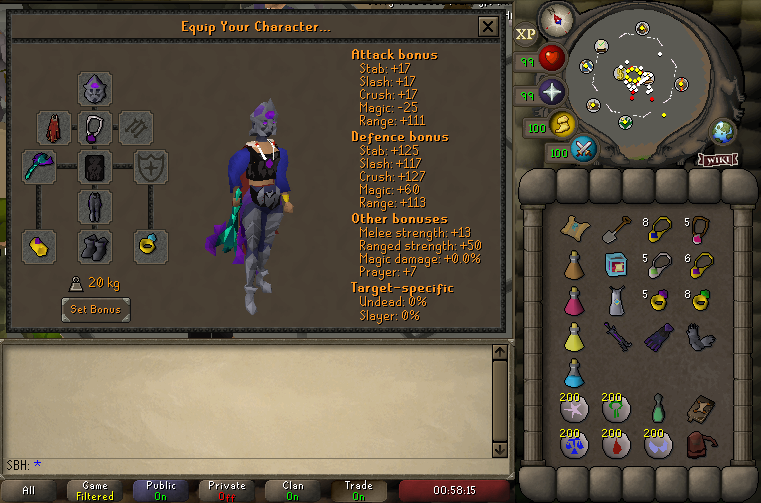 Equip Your Character...
Attack bonus
Stab: +17
Slash: +17
Crush: +17
Magic: -25
Range: +111
Defence bonus
Stab: +125
Slash: +117
Crush: +127
Magic: +60
Range: +113
Other bonuses
Melee strength: +13
Ranged strength: +50
Magic damage: +0.0%
Prayer: +7
Target-specific
Undead: 0%
Slayer: 0%
20 kg
Set Bonus
SBH: *
All
Game
Filtered
Public
On
Private
Off
Clan
On
Trade
On
00:58:15
XP
99
99
100
100
WIKI
8
5
5
6
5
8
200
200
200
200
200